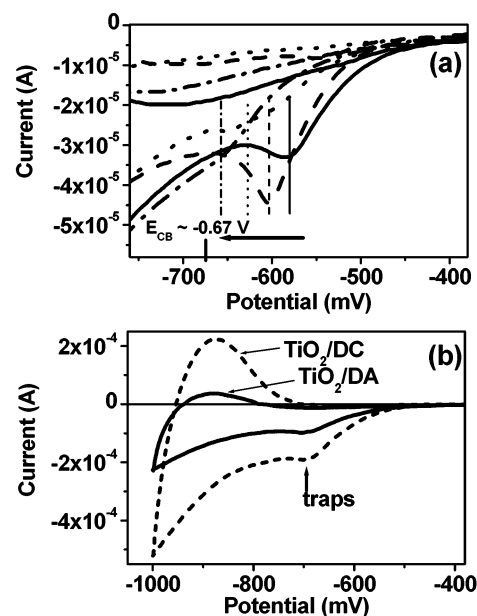 0
-1x10⁻⁵
-2x10⁻⁵
-3x10⁻⁵
-4x10⁻⁵
-5x10⁻⁵
Current (A)
(a)
E_CB ~ -0.67 V
-700 -600 -500 -400
Potential (mV)
2x10⁻⁴
0
-2x10⁻⁴
-4x10⁻⁴
Current (A)
(b)
TiO₂/DC
TiO₂/DA
traps
-1000 -800 -600 -400
Potential (mV)